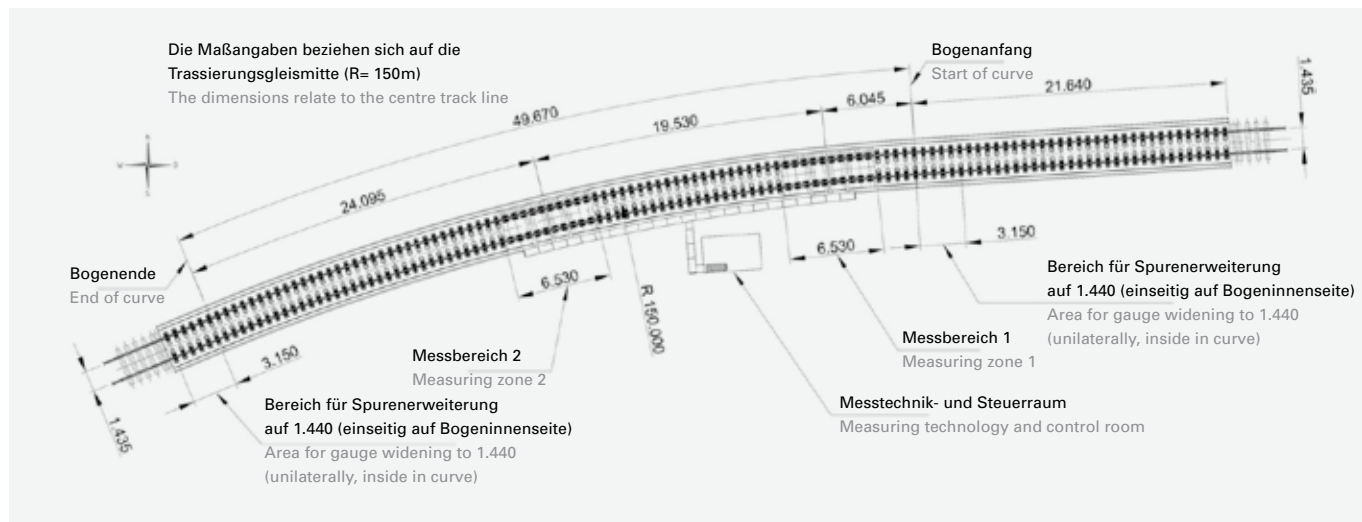 Die Maßangaben beziehen sich auf die
Trassierungsgleismitte (R= 150m)
The dimensions relate to the centre track line
Bogenanfang
Start of curve
1.435
49.670
19.530
6.045
21.640
24.095
Bogenende
End of curve
6.530
R 150.000
6.530
3.150
Bereich für Spurenerweiterung
auf 1.440 (einseitig auf Bogeninnenseite)
Area for gauge widening to 1.440
(unilaterally, inside in curve)
Messbereich 1
Measuring zone 1
Messbereich 2
Measuring zone 2
3.150
1.435
Messtechnik- und Steuerraum
Measuring technology and control room
Bereich für Spurenerweiterung
auf 1.440 (einseitig auf Bogeninnenseite)
Area for gauge widening to 1.440
(unilaterally, inside in curve)